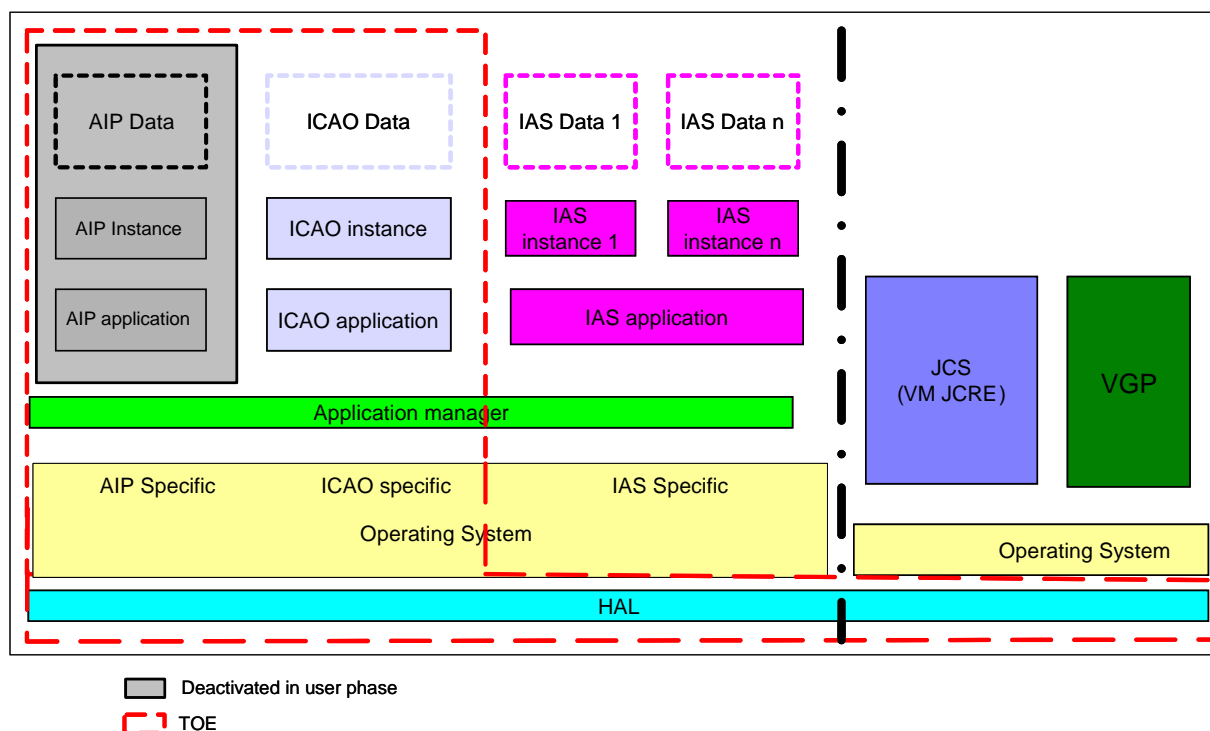 AIP Data
ICAO Data
IAS Data 1
IAS Data n
AIP Instance
ICAO instance
IAS
instance 1
IAS
instance n
AIP application
ICAO application
IAS application
JCS
(VM JCRE)
VGP
Application manager
AIP Specific
ICAO specific
IAS Specific
Operating System
Operating System
HAL
Deactivated in user phase
TOE